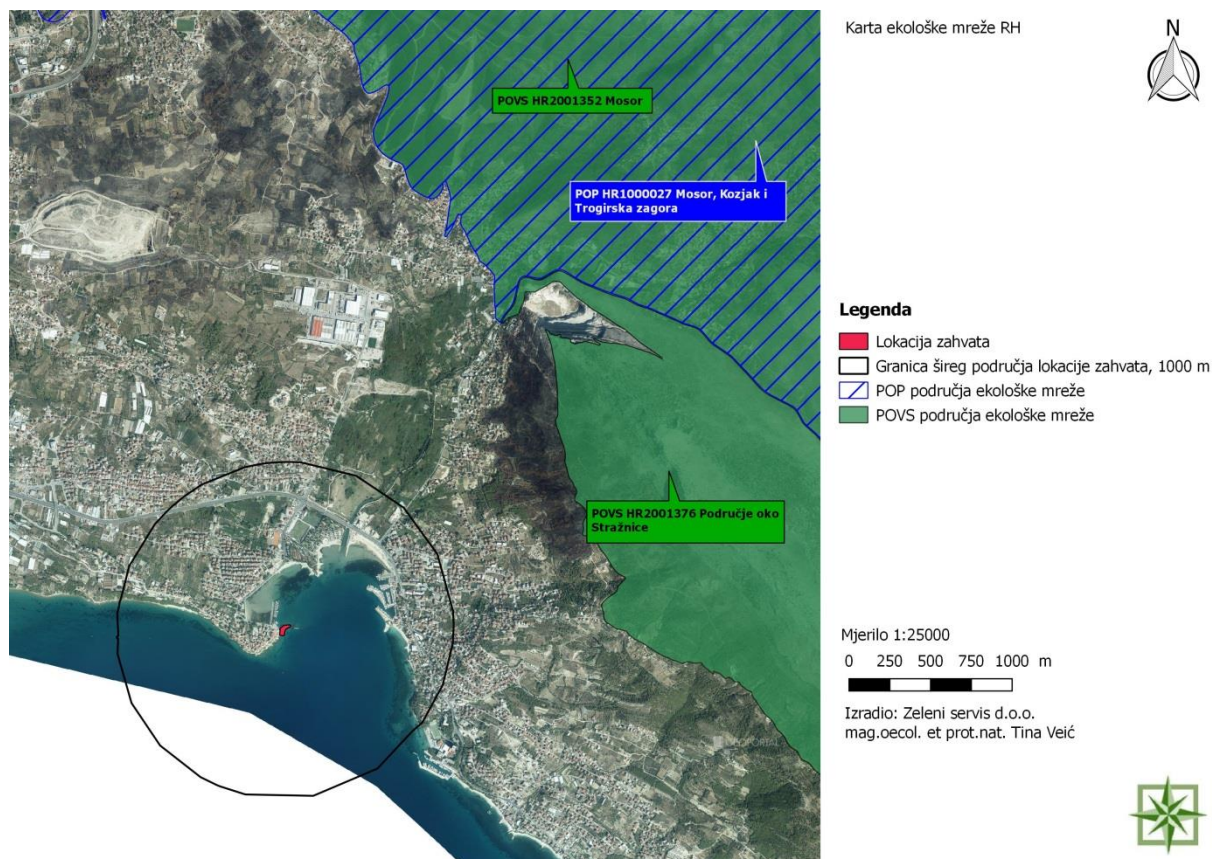 Karta ekološke mreže RH
N
POVS HR2001352 Mosor
POP HR1000027 Mosor, Kozjak i
Trogirska zagora
Legenda
Lokacija zahvata
Granica šireg područja lokacije zahvata, 1000 m
POP područja ekološke mreže
POVS područja ekološke mreže
POVS HR2001376 Područje oko
Stražnice
Mjerilo 1:25000
0 250 500 750 1000 m
Izradio: Zeleni servis d.o.o.
mag.oecol. et prot.nat. Tina Veić